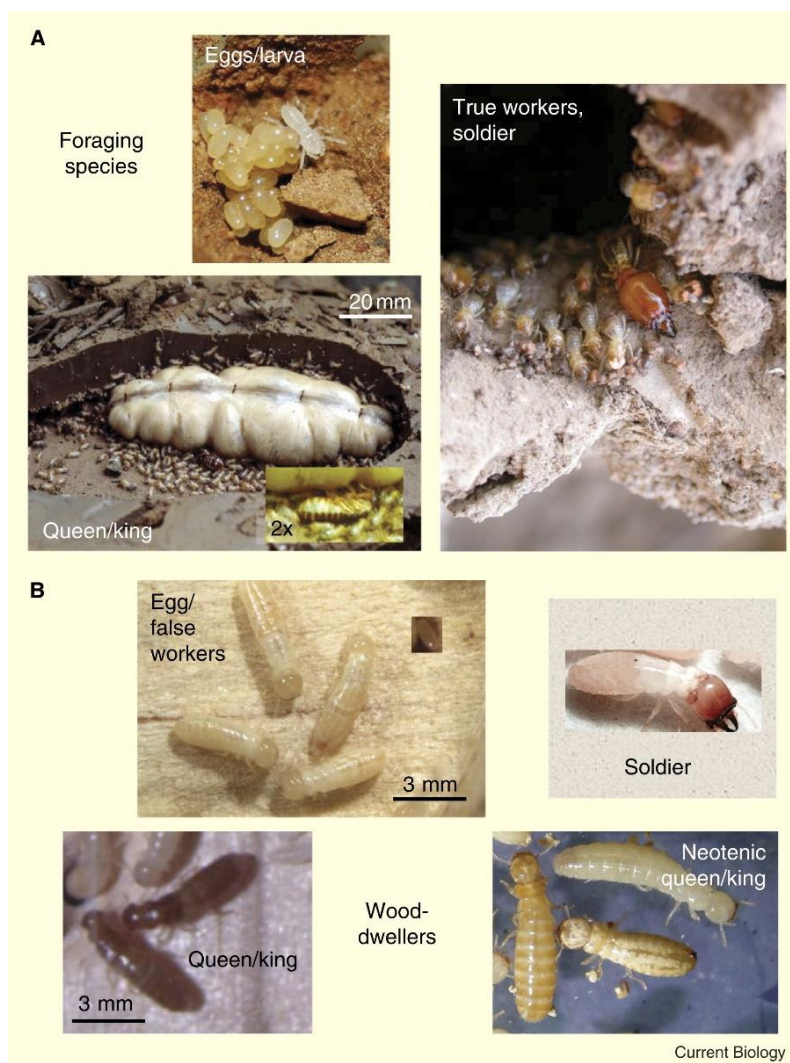 A
Eggs/larva
Foraging
species
True workers,
soldier
20 mm
Queen/king
2x
B
Egg/
false
workers
3 mm
Soldier
Queen/king
3 mm
Wood-
dwellers
Neotenic
queen/king
Current Biology